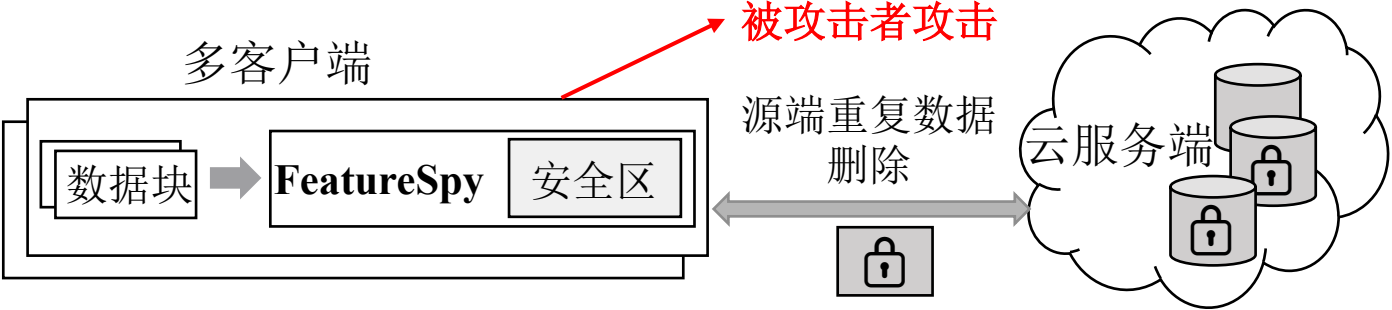 被攻击者攻击
多客户端
数据块
FeatureSpy
安全区
源端重复数据
删除
云服务端